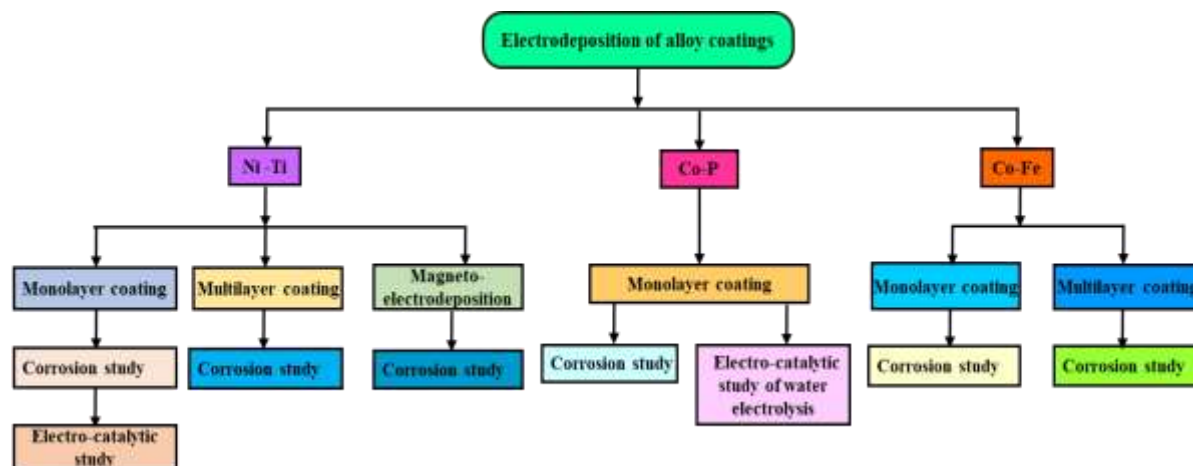 Electrodeposition of alloy coatings
Ni -Ti
Co-P
Co-Fe
Monolayer coating
Multilayer coating
Magneto-
electrodeposition
Monolayer coating
Monolayer coating
Multilayer coating
Corrosion study
Corrosion study
Corrosion study
Corrosion study
Electro-catalytic
study of water
electrolysis
Corrosion study
Corrosion study
Electro-catalytic
study